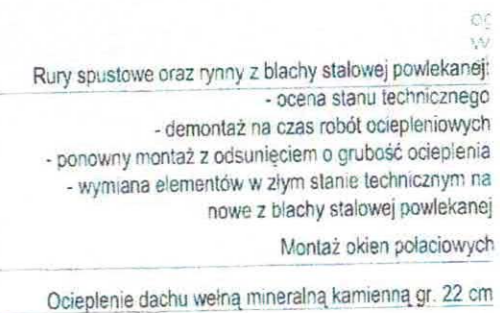 Rury spustowe oraz rynny z blachy stalowej powlekanej:
- ocena stanu technicznego
- demontaż na czas robót ociepleniowych
- ponowny montaż z odsunięciem o grubość ocieplenia
- wymiana elementów w złym stanie technicznym na
nowe z blachy stalowej powlekanej
Montaż okien połaciowych
Ocieplenie dachu wełną mineralną kamienną gr. 22 cm